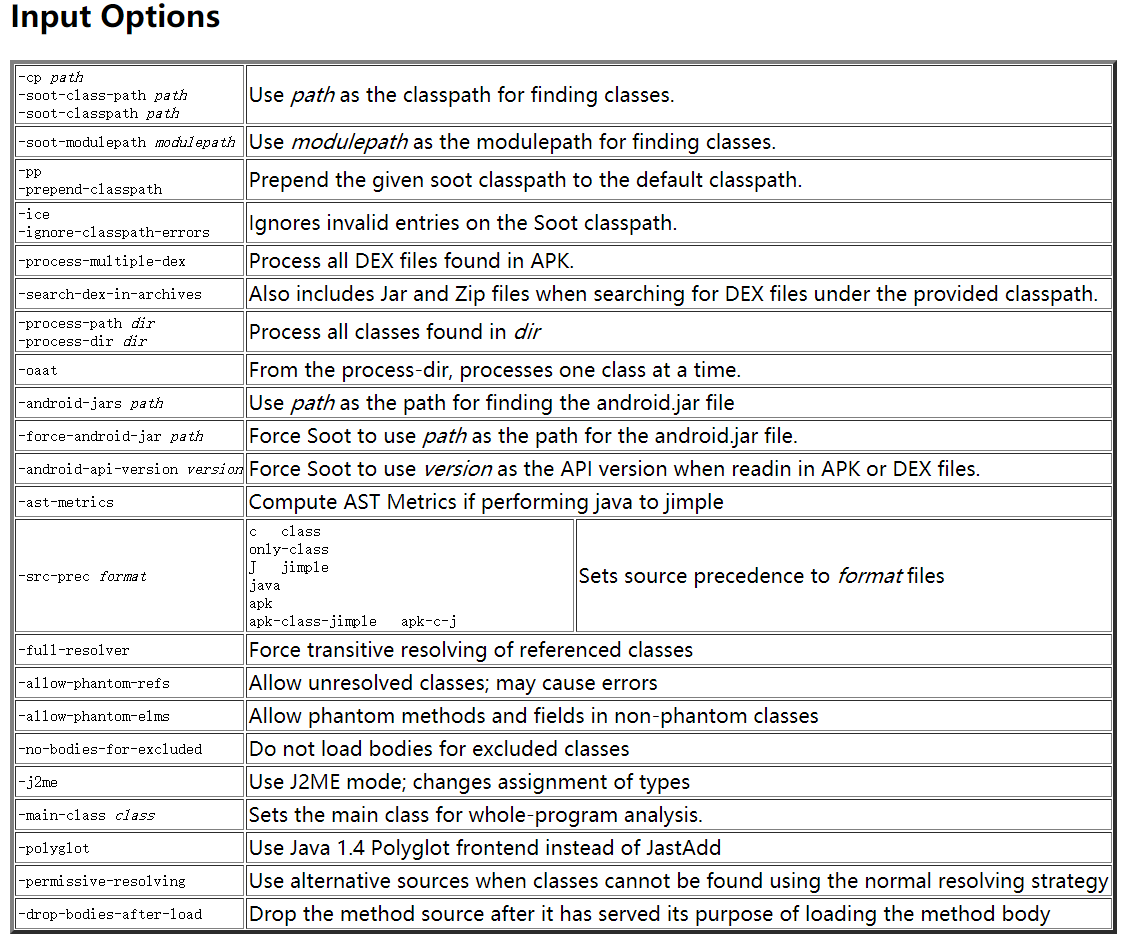 Input Options
-cp path
-soot-class-path path
-soot-classpath path
Use path as the classpath for finding classes.
-soot-modulepath modulepath
Use modulepath as the modulepath for finding classes.
-pp
-prepend-classpath
Prepend the given soot classpath to the default classpath.
-ice
-ignore-classpath-errors
Ignores invalid entries on the Soot classpath.
-process-multiple-dex
Process all DEX files found in APK.
-search-dex-in-archives
Also includes Jar and Zip files when searching for DEX files under the provided classpath.
-process-path dir
-process-dir dir
Process all classes found in dir
-oaat
From the process-dir, processes one class at a time.
-android-jars path
Use path as the path for finding the android.jar file
-force-android-jar path
Force Soot to use path as the path for the android.jar file.
-android-api-version version
Force Soot to use version as the API version when readin in APK or DEX files.
-ast-metrics
Compute AST Metrics if performing java to jimple
-src-prec format
c class
only-class
J jimple
java
apk
apk-class-jimple apk-c-j
Sets source precedence to format files
-full-resolver
Force transitive resolving of referenced classes
-allow-phantom-refs
Allow unresolved classes; may cause errors
-allow-phantom-elms
Allow phantom methods and fields in non-phantom classes
-no-bodies-for-excluded
Do not load bodies for excluded classes
-j2me
Use J2ME mode; changes assignment of types
-main-class class
Sets the main class for whole-program analysis.
-polyglot
Use Java 1.4 Polyglot frontend instead of JastAdd
-permissive-resolving
Use alternative sources when classes cannot be found using the normal resolving strategy
-drop-bodies-after-load
Drop the method source after it has served its purpose of loading the method body